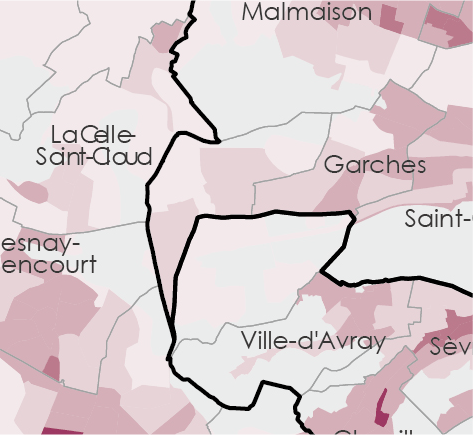 Malmaison
La Celle-
Saint-Cloud
Garches
Saint-
esnay-
encourt
Ville-d'Avray
Sèv